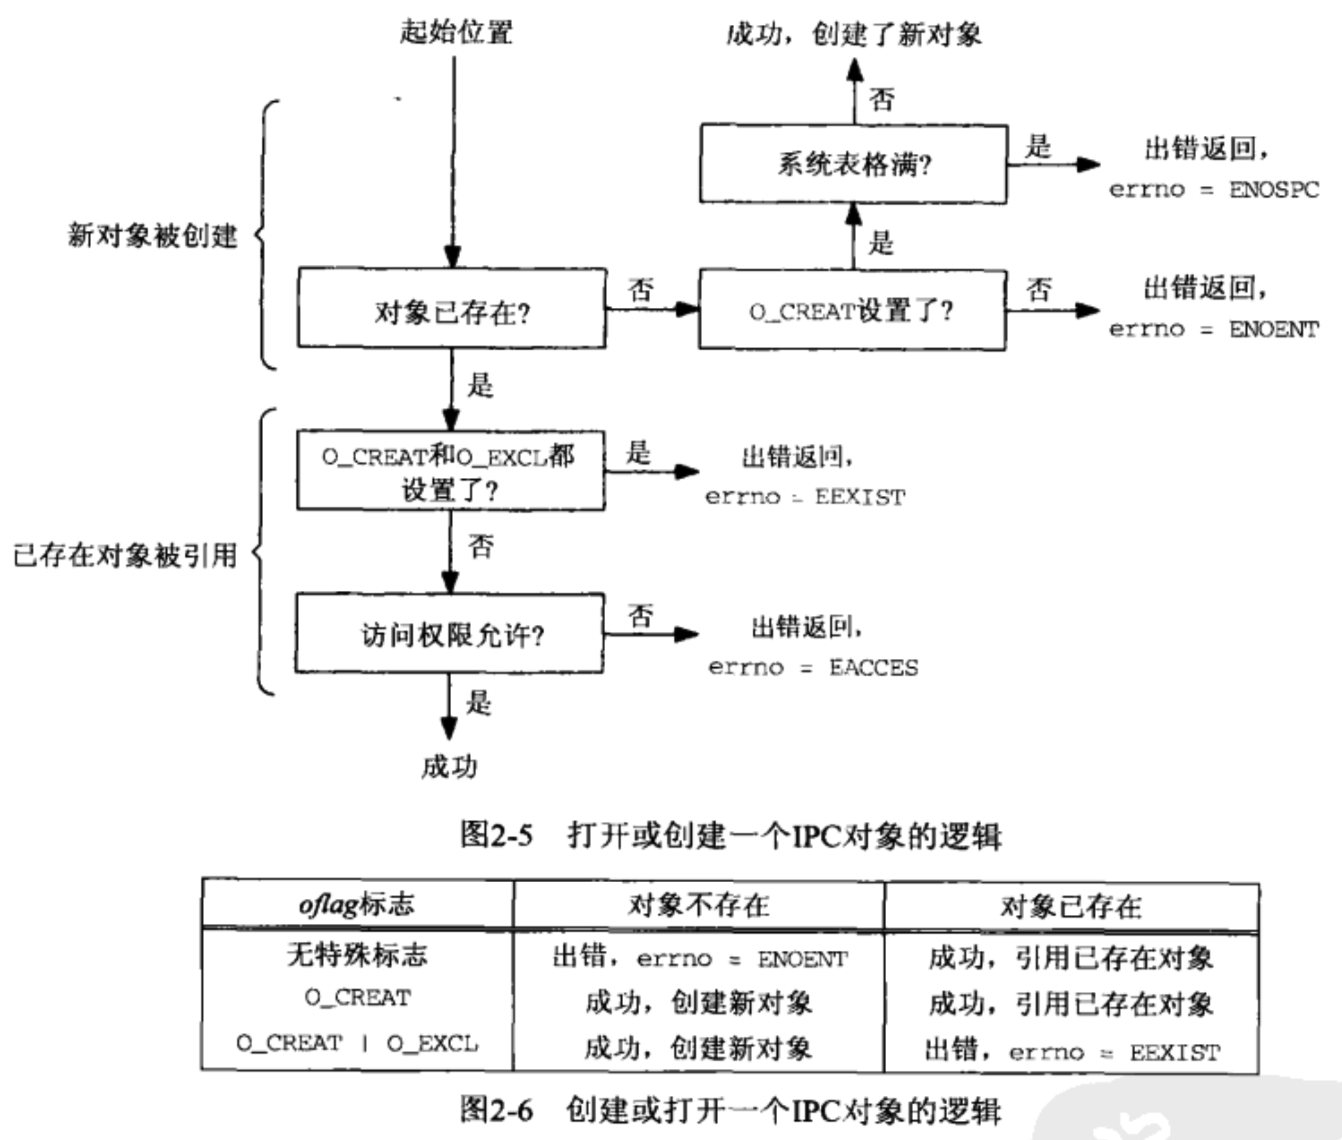 起始位置
成功，创建了新对象
否
系统表格满?
是
出错返回，
errno = ENOSPC
新对象被创建
是
对象已存在?
否
O_CREAT设置了?
否
出错返回，
errno = ENOENT
是
O_CREAT和O_EXCL都
设置了?
是
出错返回，
errno = EEXIST
已存在对象被引用
否
访问权限允许?
否
出错返回，
errno = EACCES
是
成功
图2-5 打开或创建一个IPC对象的逻辑
oflag标志 对象不存在 对象已存在
无特殊标志 出错，errno = ENOENT 成功，引用已存在对象
O_CREAT 成功，创建新对象 成功，引用已存在对象
O_CREAT | O_EXCL 成功，创建新对象 出错，errno = EEXIST
图2-6 创建或打开一个IPC对象的逻辑